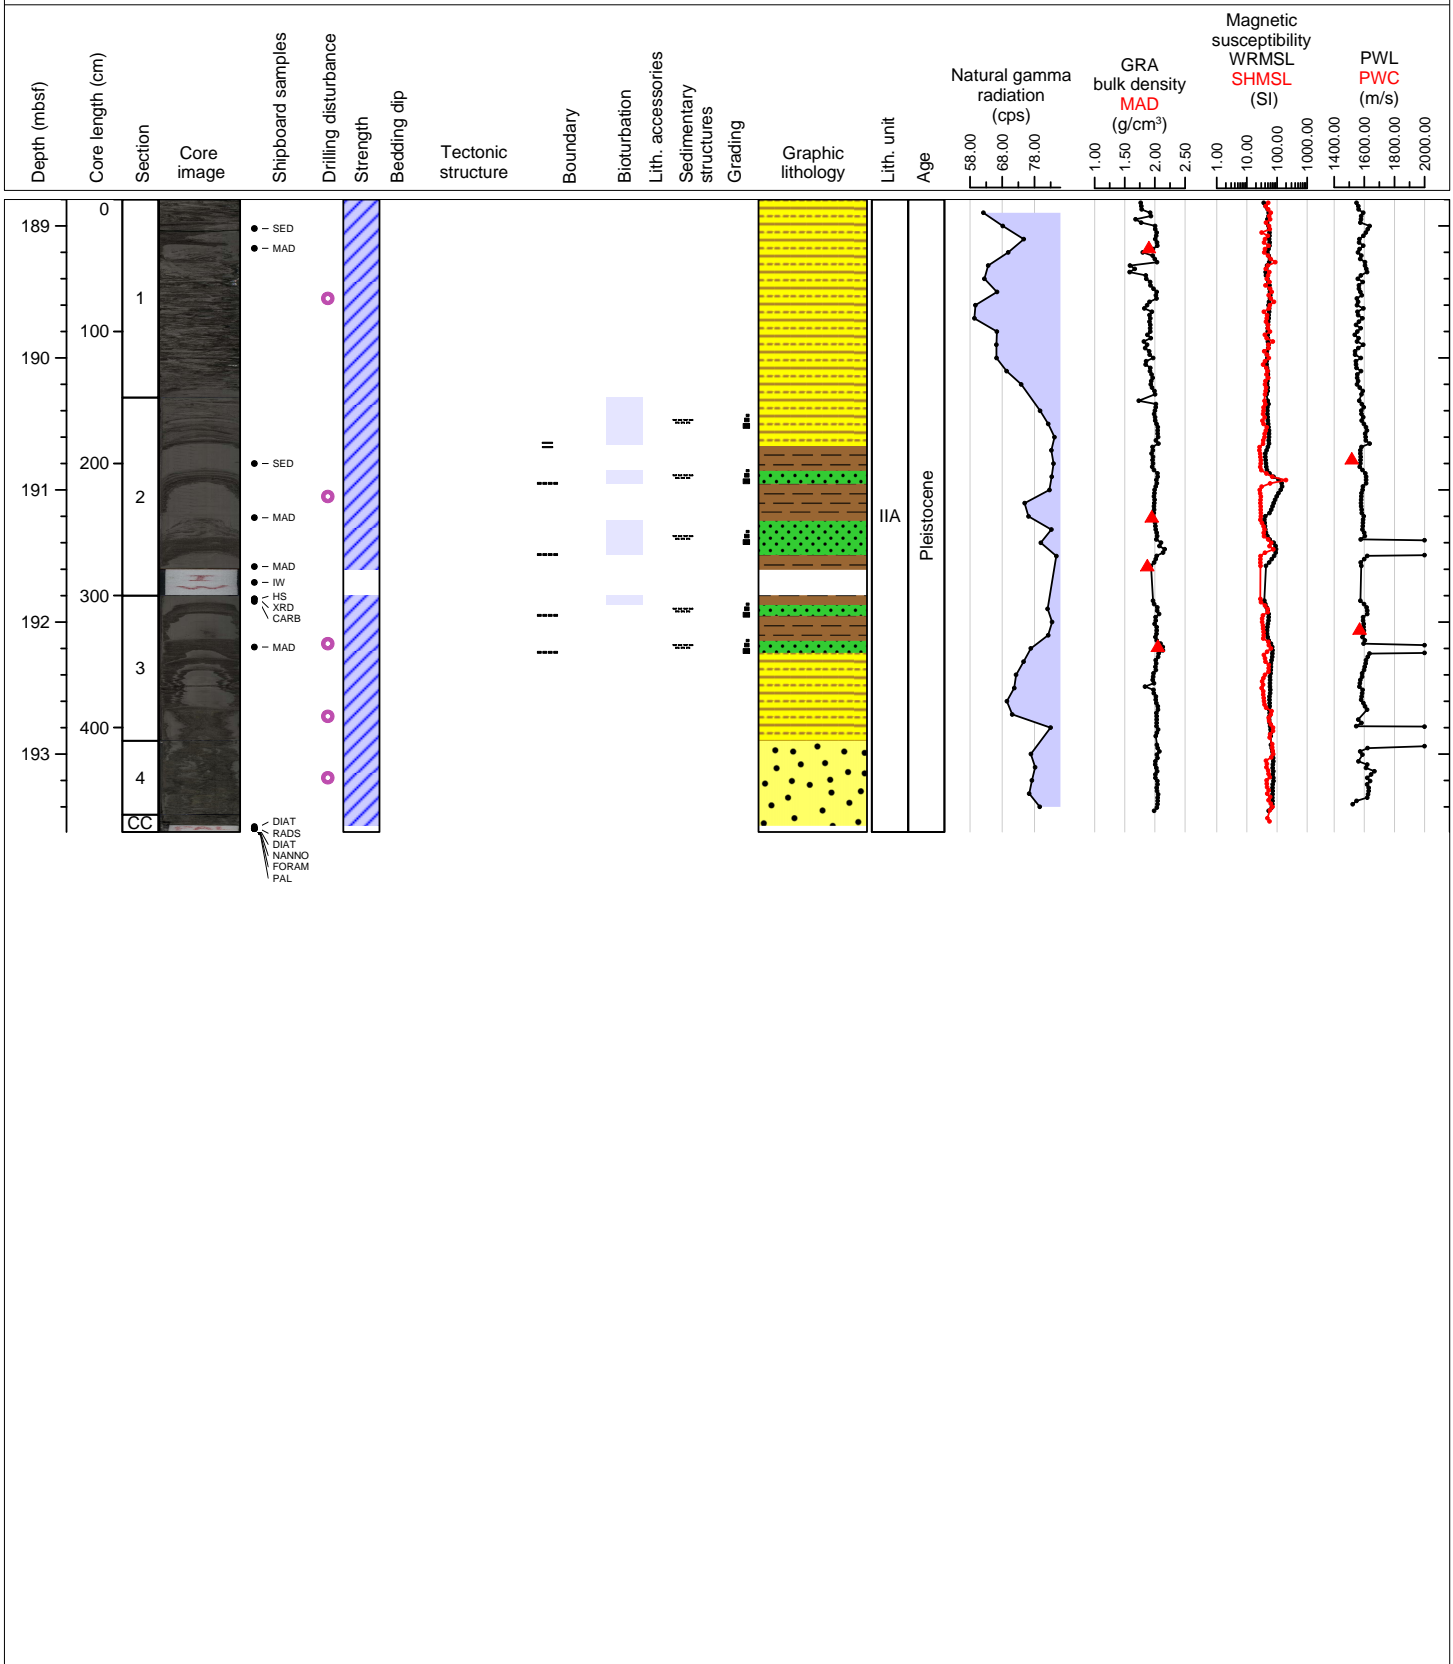 Depth (mbsf)
Core length (cm)
Section
Core
image
Shipboard samples
Drilling disturbance
Strength
Bedding dip
Tectonic
structure
Boundary
Bioturbation
Lith. accessories
Sedimentary
structures
Grading
Graphic
lithology
Lith. unit
Age
Natural gamma
radiation
(cps)
58.00
68.00
78.00
GRA
bulk density
MAD
(g/cm³)
1.00
1.50
2.00
2.50
Magnetic
susceptibility
WRMSL
SHMSL
(SI)
1.00
10.00
100.00
1000.00
PWL
PWC
(m/s)
1400.00
1600.00
1800.00
2000.00
189
190
191
192
193
0
100
200
300
400
1
2
3
4
CC
SED
MAD
SED
MAD
MAD
IW
HS
XRD
CARB
MAD
DIAT
RADS
DIAT
NANNO
FORAM
PAL
IIA
Pleistocene